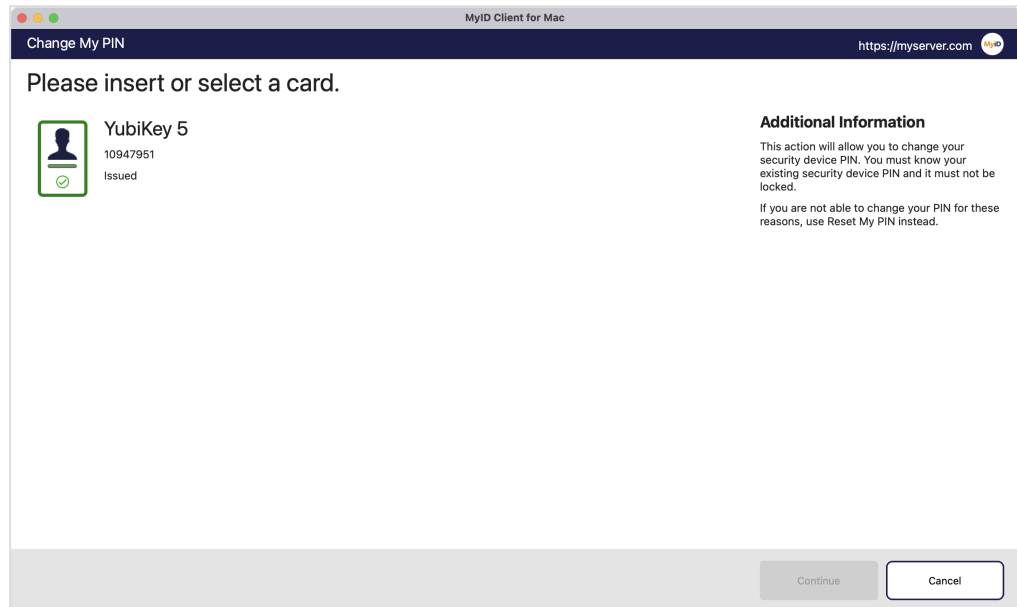 MyID Client for Mac
Change My PIN
https://myserver.com
MyID
Please insert or select a card.
YubiKey 5
10947951
Issued
Additional Information
This action will allow you to change your
security device PIN. You must know your
existing security device PIN and it must not be
locked.
If you are not able to change your PIN for these
reasons, use Reset My PIN instead.
Continue
Cancel